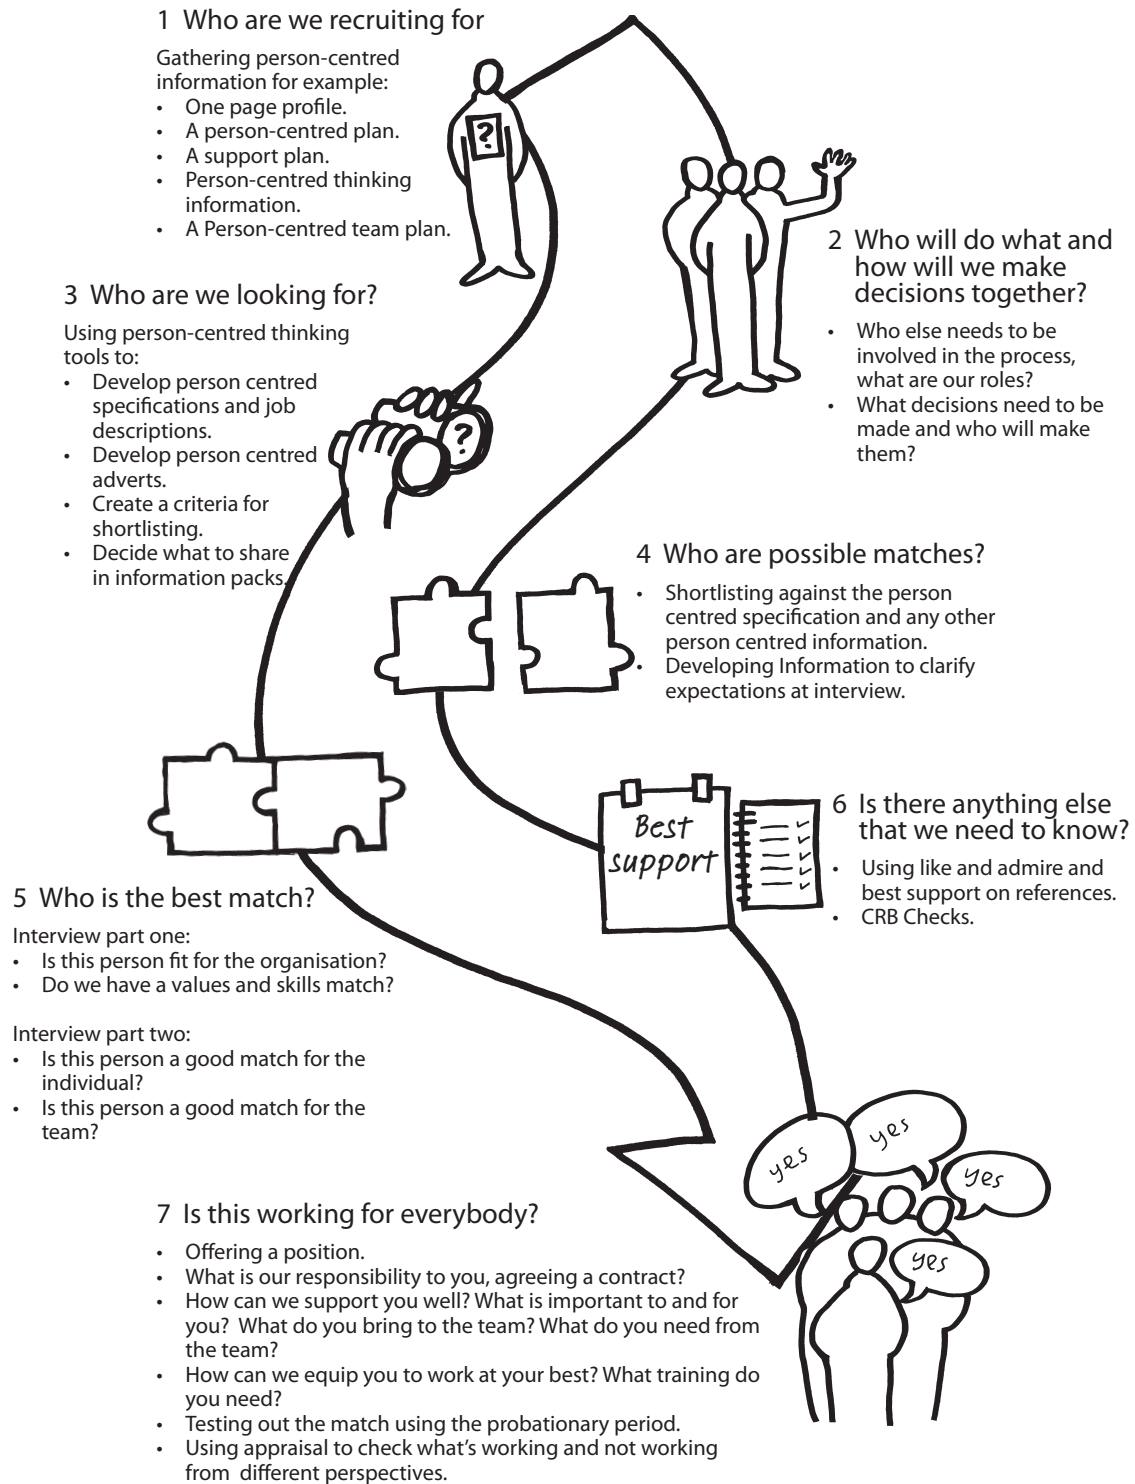 1 Who are we recruiting for
Gathering person-centred
information for example:
• One page profile.
• A person-centred plan.
• A support plan.
• Person-centred thinking
information.
• A Person-centred team plan.
?
2 Who will do what and
how will we make
decisions together?
• Who else needs to be
involved in the process,
what are our roles?
• What decisions need to be
made and who will make
them?
3 Who are we looking for?
Using person-centred thinking
tools to:
• Develop person centred
specifications and job
descriptions.
• Develop person centred
adverts.
• Create a criteria for
shortlisting.
• Decide what to share
in information packs.
?
4 Who are possible matches?
• Shortlisting against the person
centred specification and any other
person centred information.
• Developing Information to clarify
expectations at interview.
5 Who is the best match?
Interview part one:
• Is this person fit for the organisation?
• Do we have a values and skills match?
Interview part two:
• Is this person a good match for the
individual?
• Is this person a good match for the
team?
Best
support
6 Is there anything else
that we need to know?
• Using like and admire and
best support on references.
• CRB Checks.
yes
yes
yes
yes
7 Is this working for everybody?
• Offering a position.
• What is our responsibility to you, agreeing a contract?
• How can we support you well? What is important to and for
you? What do you bring to the team? What do you need from
the team?
• How can we equip you to work at your best? What training do
you need?
• Testing out the match using the probationary period.
• Using appraisal to check what's working and not working
from different perspectives.